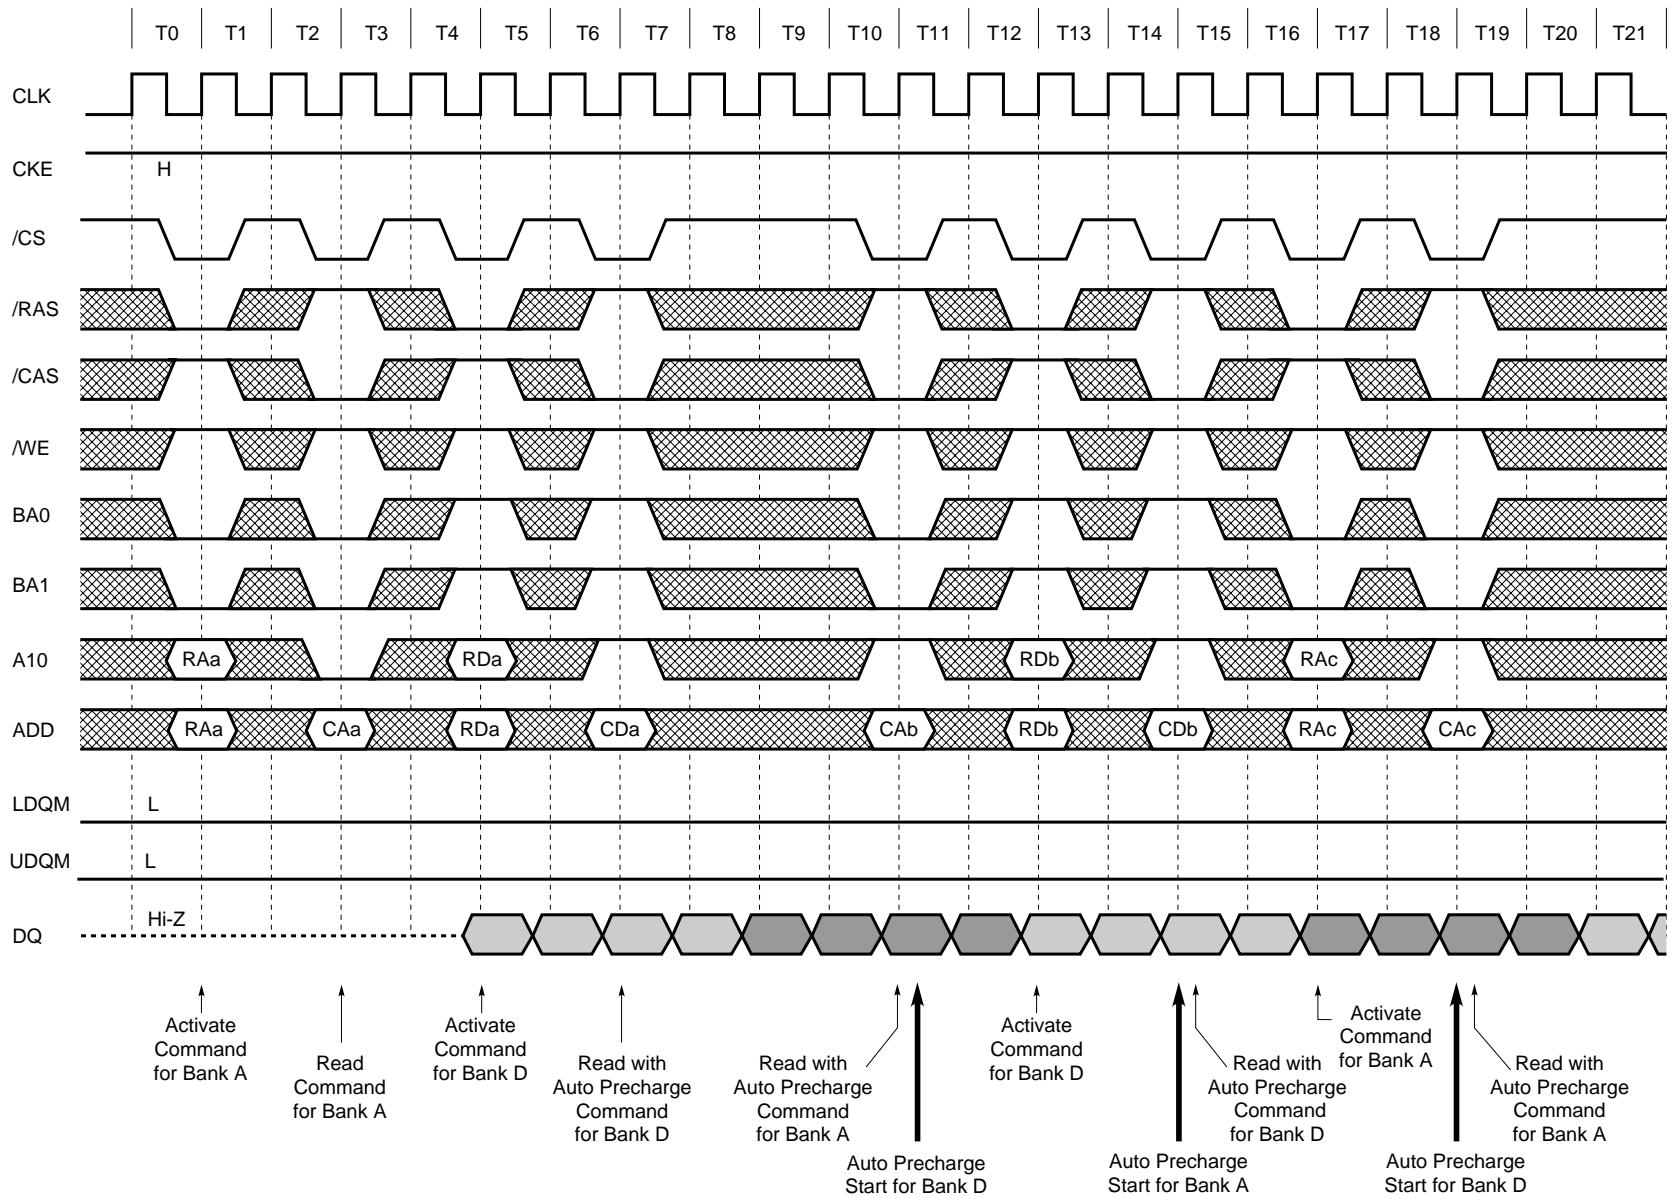 T0 T1 T2 T3 T4 T5 T6 T7 T8 T9 T10 T11 T12 T13 T14 T15 T16 T17 T18 T19 T20 T21
CLK
CKE H
/CS
/RAS
/CAS
/WE
BA0
BA1
A10 RAa RDa RDb RAc
ADD RAa CAa RDa CDa CAb RDb CDb RAc CAc
LDQM L
UDQM L
DQ Hi-Z
Activate
Command
for Bank A
Read
Command
for Bank A
Activate
Command
for Bank D
Read with
Auto Precharge
Command
for Bank D
Read with
Auto Precharge
Command
for Bank A
Auto Precharge
Start for Bank D
Activate
Command
for Bank D
Auto Precharge
Start for Bank A
Read with
Auto Precharge
Command
for Bank D
Activate
Command
for Bank A
Auto Precharge
Start for Bank D
Read with
Auto Precharge
Command
for Bank A